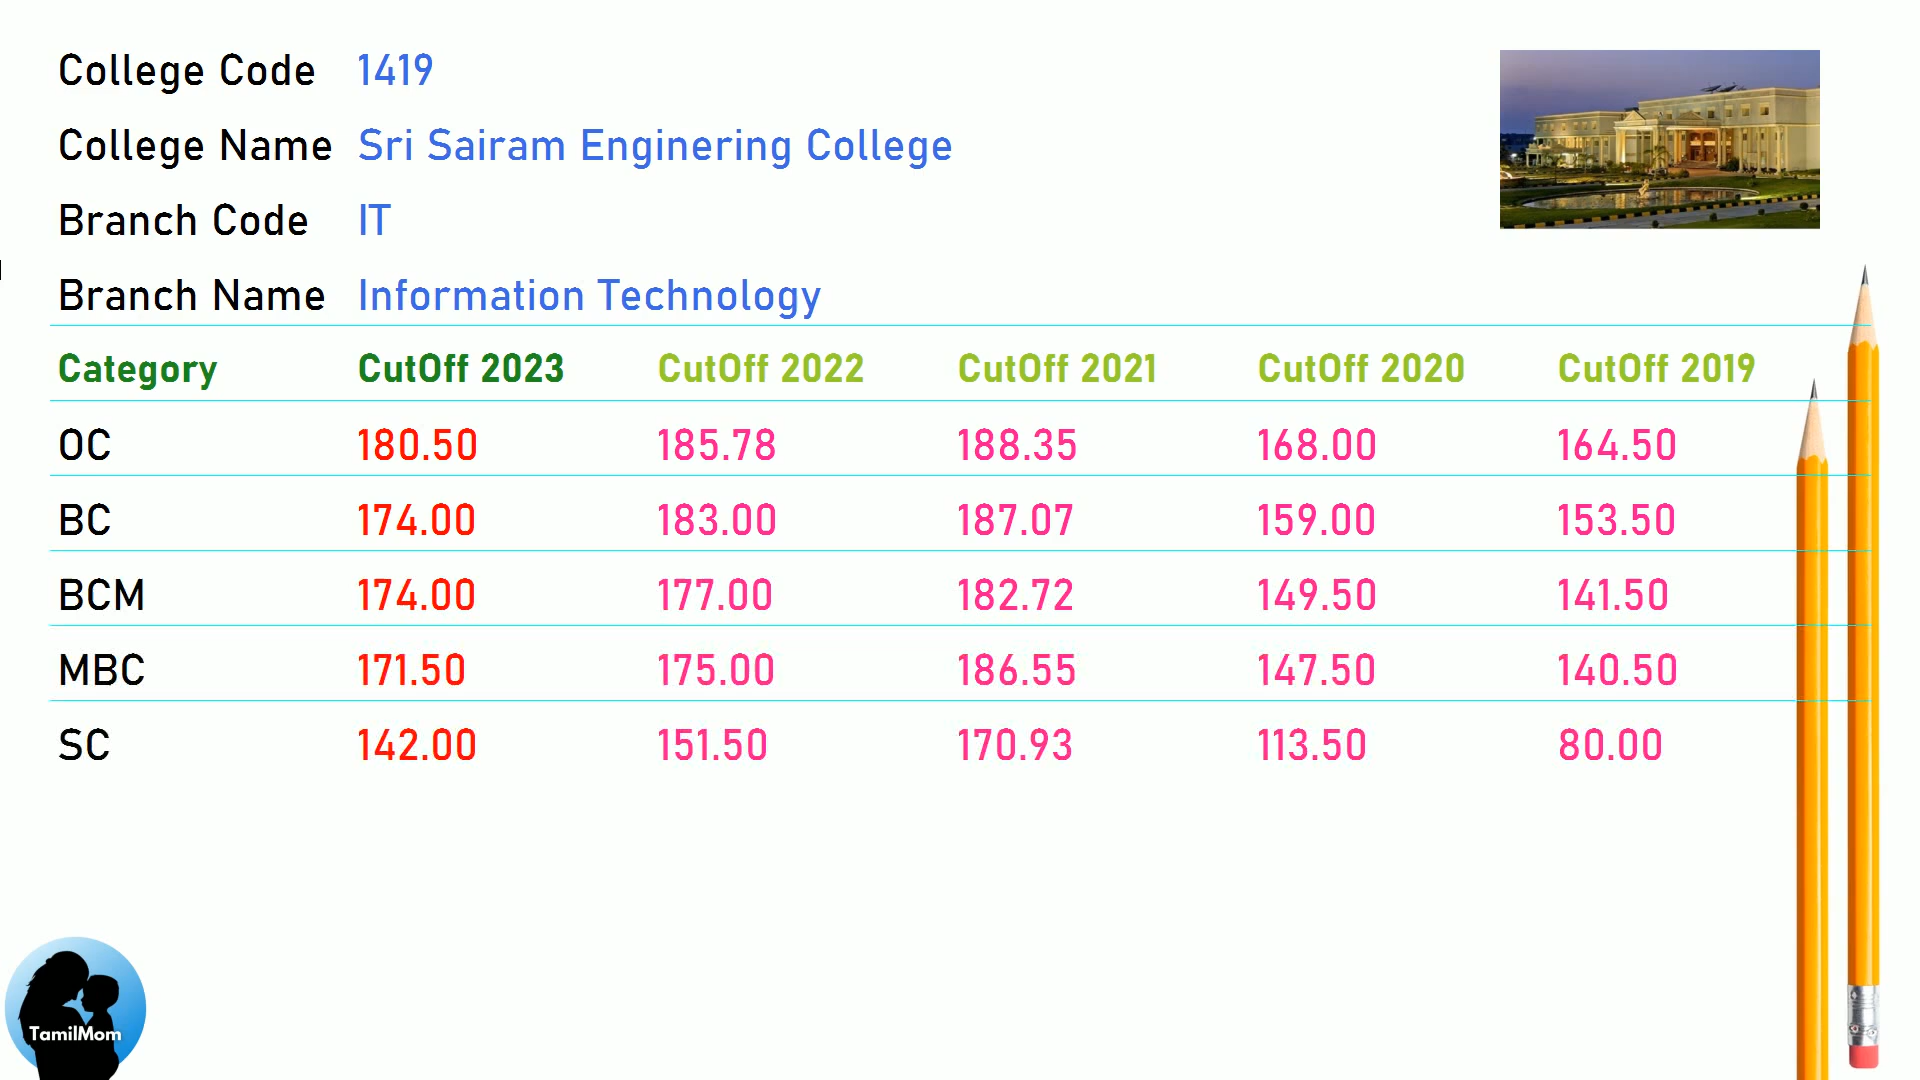 College Code 1419
College Name Sri Sairam Enginering College
Branch Code IT
Branch Name Information Technology
Category CutOff 2023 CutOff 2022 CutOff 2021 CutOff 2020 CutOff 2019
OC 180.50 185.78 188.35 168.00 164.50
BC 174.00 183.00 187.07 159.00 153.50
BCM 174.00 177.00 182.72 149.50 141.50
MBC 171.50 175.00 186.55 147.50 140.50
SC 142.00 151.50 170.93 113.50 80.00
TamilMom